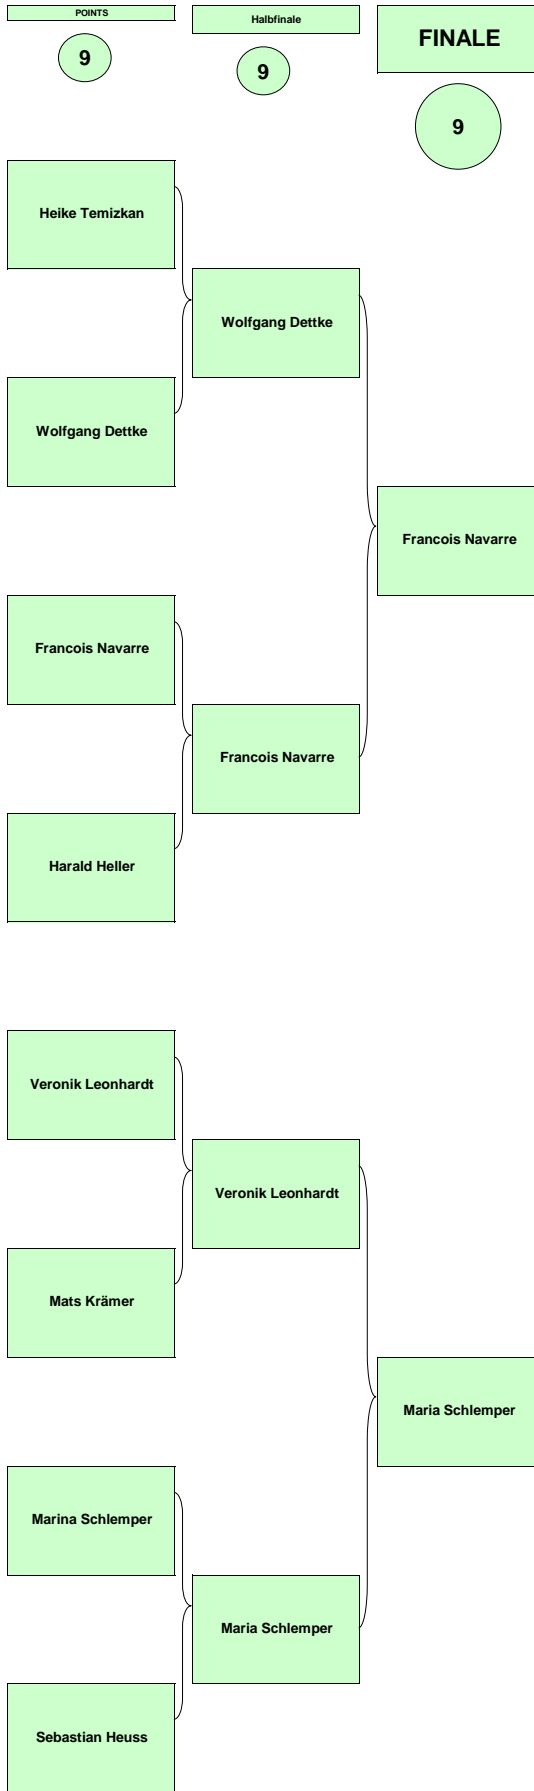 POINTS
Halbfinale
FINALE
9
9
9
Heike Temizkan
Wolfgang Dettke
Wolfgang Dettke
Francois Navarre
Francois Navarre
Francois Navarre
Harald Heller
Veronik Leonhardt
Veronik Leonhardt
Mats Krämer
Maria Schlemper
Marina Schlemper
Maria Schlemper
Sebastian Heuss